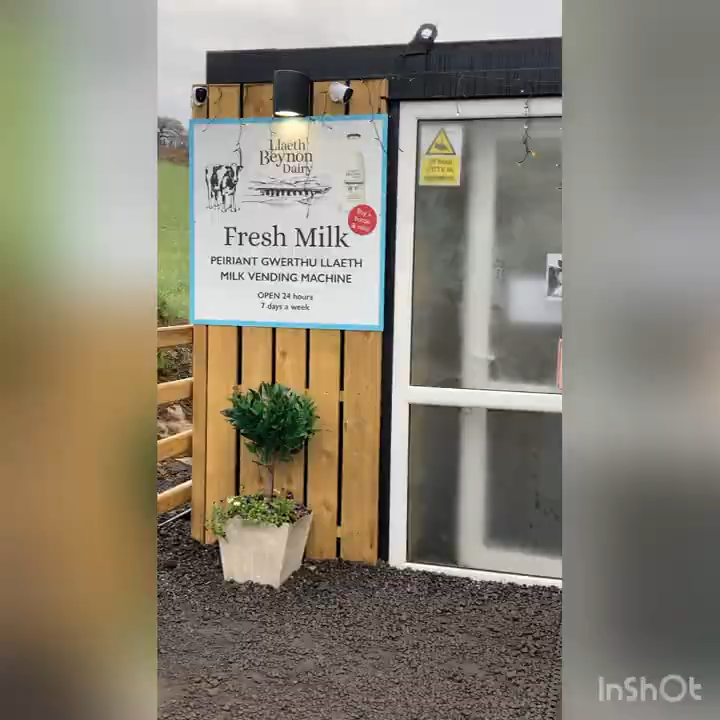 Llaeth
Beynon
Dairy
Fresh Milk
PEIRIANT GWERTHU LLAETH
MILK VENDING MACHINE
OPEN 24 hours
7 days a week
InShOt